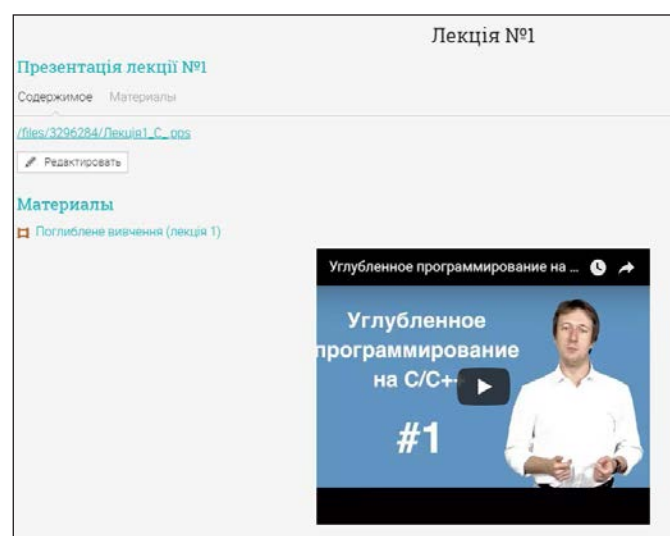 Лекція №1
Презентація лекції №1
Содержимое Материалы
/files/3296284/Лекція1_С_.pps
Редактировать
Материалы
Поглиблене вивчення (лекція 1)
Углубленное программирование на ...
Углубленное
программирование
на C/C+
#1